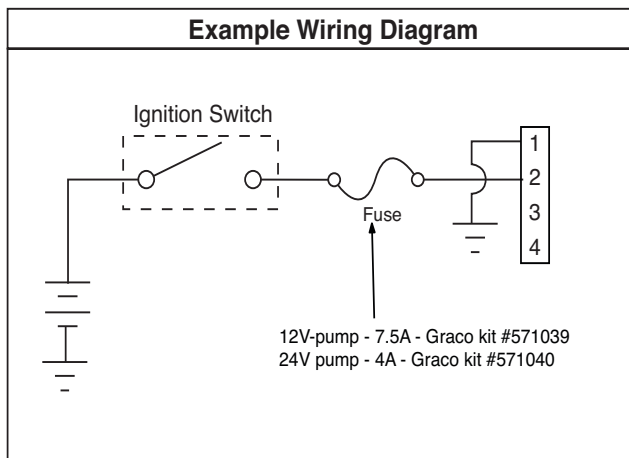 Example Wiring Diagram
Ignition Switch
1
2
3
4
Fuse
12V-pump - 7.5A - Graco kit #571039
24V pump - 4A - Graco kit #571040